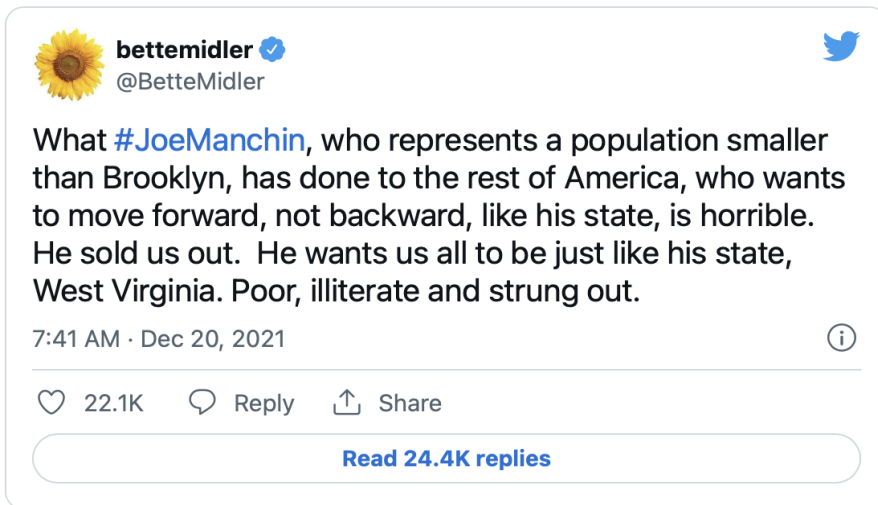 bettemidler
@BetteMidler
What #JoeManchin, who represents a population smaller
than Brooklyn, has done to the rest of America, who wants
to move forward, not backward, like his state, is horrible.
He sold us out.  He wants us all to be just like his state,
West Virginia. Poor, illiterate and strung out.
7:41 AM · Dec 20, 2021
22.1K Reply Share
Read 24.4K replies